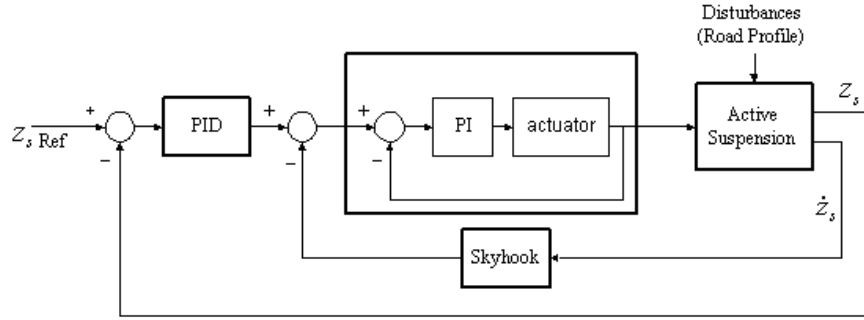 Disturbances
(Road Profile)
Z_s
+
+
+
PID
PI
actuator
Active
Suspension
Z_s Ref
−
−
−
Ż_s
Skyhook